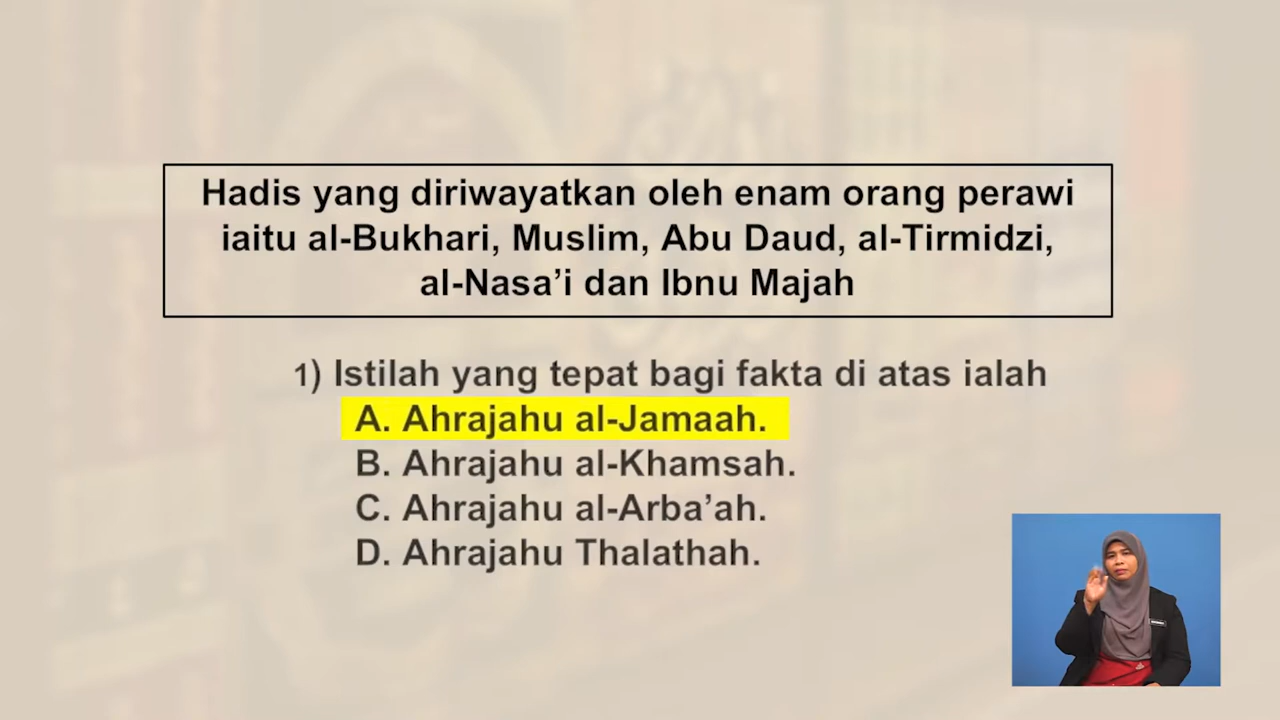 Hadis yang diriwayatkan oleh enam orang perawi
iaitu al-Bukhari, Muslim, Abu Daud, al-Tirmidzi,
al-Nasa’i dan Ibnu Majah
1) Istilah yang tepat bagi fakta di atas ialah
A. Ahrajahu al-Jamaah.
B. Ahrajahu al-Khamsah.
C. Ahrajahu al-Arba’ah.
D. Ahrajahu Thalathah.